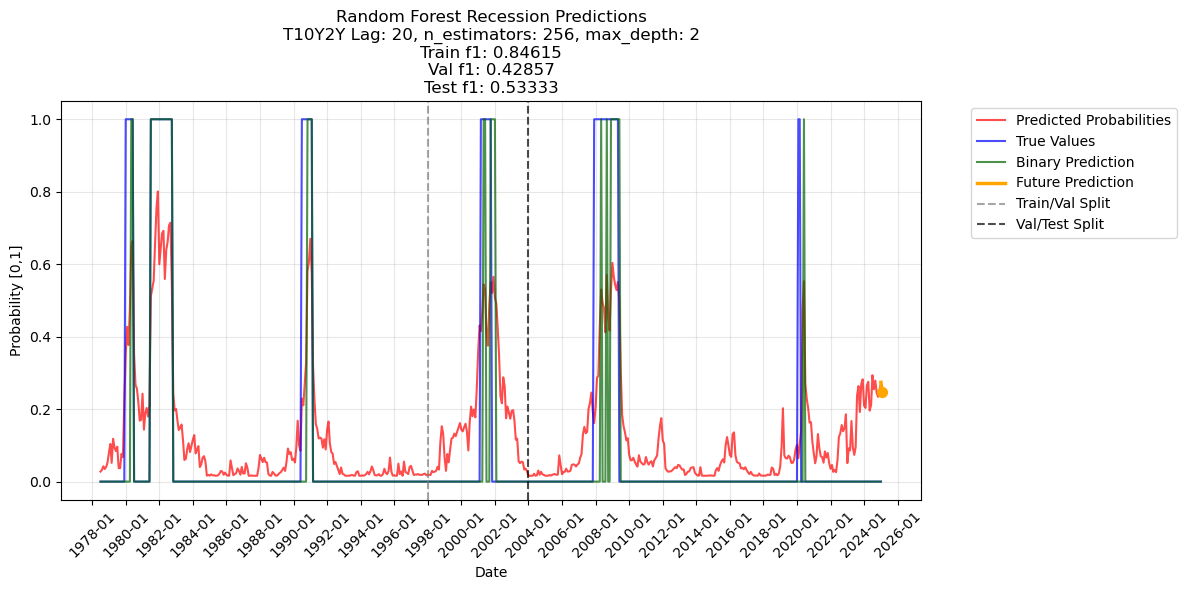 Random Forest Recession Predictions
T10Y2Y Lag: 20, n_estimators: 256, max_depth: 2
Train f1: 0.84615
Val f1: 0.42857
Test f1: 0.53333
Predicted Probabilities
True Values
Binary Prediction
Future Prediction
Train/Val Split
Val/Test Split
Probability [0,1]
1.0
0.8
0.6
0.4
0.2
0.0
1978-01
1980-01
1982-01
1984-01
1986-01
1988-01
1990-01
1992-01
1994-01
1996-01
1998-01
2000-01
2002-01
2004-01
2006-01
2008-01
2010-01
2012-01
2014-01
2016-01
2018-01
2020-01
2022-01
2024-01
2026-01
Date